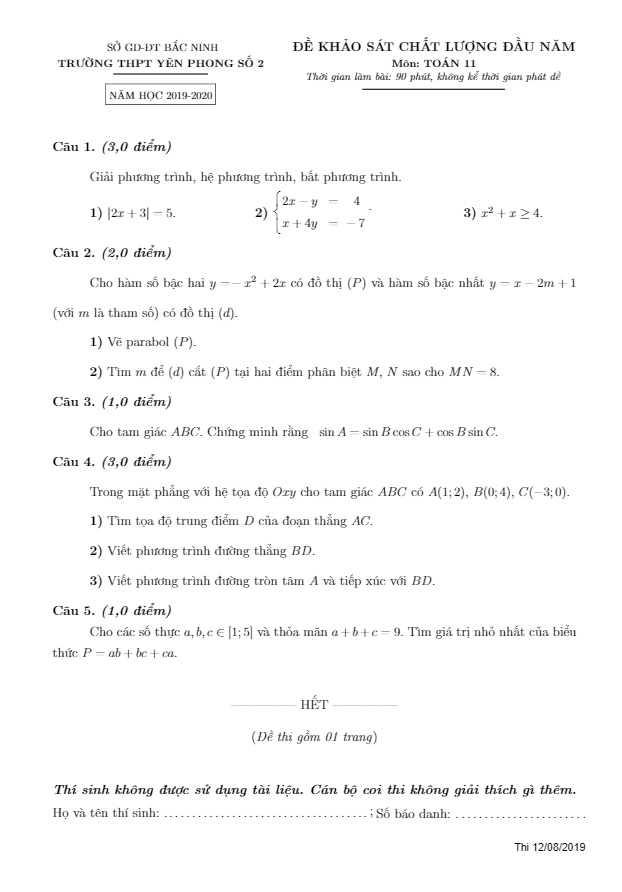 SỞ GD-ĐT BẮC NINH
TRƯỜNG THPT YÊN PHONG SỐ 2
NĂM HỌC 2019-2020
ĐỀ KHẢO SÁT CHẤT LƯỢNG ĐẦU NĂM
Môn: TOÁN 11
Thời gian làm bài: 90 phút, không kể thời gian phát đề
Câu 1. (3,0 điểm)
Giải phương trình, hệ phương trình, bất phương trình.
1) |2x + 3| = 5. 2) { 2x − y = 4
x + 4y = − 7 . 3) x² + x ≥ 4.
Câu 2. (2,0 điểm)
Cho hàm số bậc hai y = − x² + 2x có đồ thị (P) và hàm số bậc nhất y = x − 2m + 1
(với m là tham số) có đồ thị (d).
1) Vẽ parabol (P).
2) Tìm m để (d) cắt (P) tại hai điểm phân biệt M, N sao cho MN = 8.
Câu 3. (1,0 điểm)
Cho tam giác ABC. Chứng minh rằng sin A = sin B cos C + cos B sin C.
Câu 4. (3,0 điểm)
Trong mặt phẳng với hệ tọa độ Oxy cho tam giác ABC có A(1; 2), B(0; 4), C(−3; 0).
1) Tìm tọa độ trung điểm D của đoạn thẳng AC.
2) Viết phương trình đường thẳng BD.
3) Viết phương trình đường tròn tâm A và tiếp xúc với BD.
Câu 5. (1,0 điểm)
Cho các số thực a, b, c ∈ [1; 5] và thỏa mãn a + b + c = 9. Tìm giá trị nhỏ nhất của biểu
thức P = ab + bc + ca.
—————— HẾT ——————
(Đề thi gồm 01 trang)
Thí sinh không được sử dụng tài liệu. Cán bộ coi thi không giải thích gì thêm.
Họ và tên thí sinh: .................................... ; Số báo danh: .......................
Thi 12/08/2019